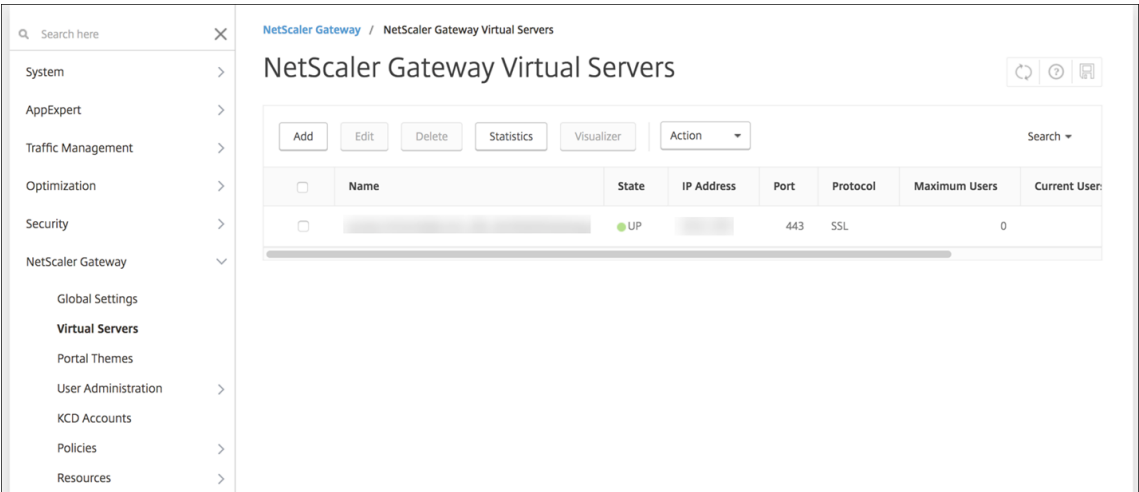 Search here
System
AppExpert
Traffic Management
Optimization
Security
NetScaler Gateway
Global Settings
Virtual Servers
Portal Themes
User Administration
KCD Accounts
Policies
Resources
NetScaler Gateway / NetScaler Gateway Virtual Servers
NetScaler Gateway Virtual Servers
Add Edit Delete Statistics Visualizer Action Search
Name State IP Address Port Protocol Maximum Users Current Users
UP 443 SSL 0